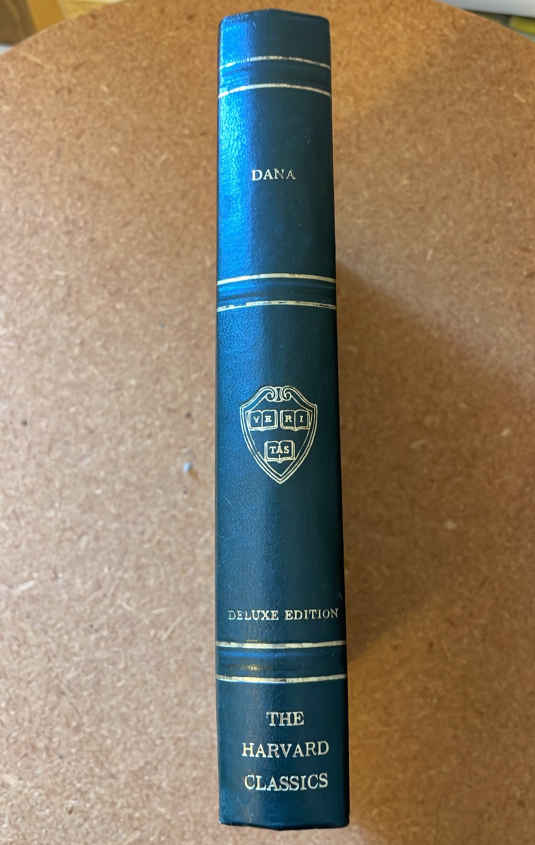 DANA
VE RI
TAS
DELUXE EDITION
THE
HARVARD
CLASSICS